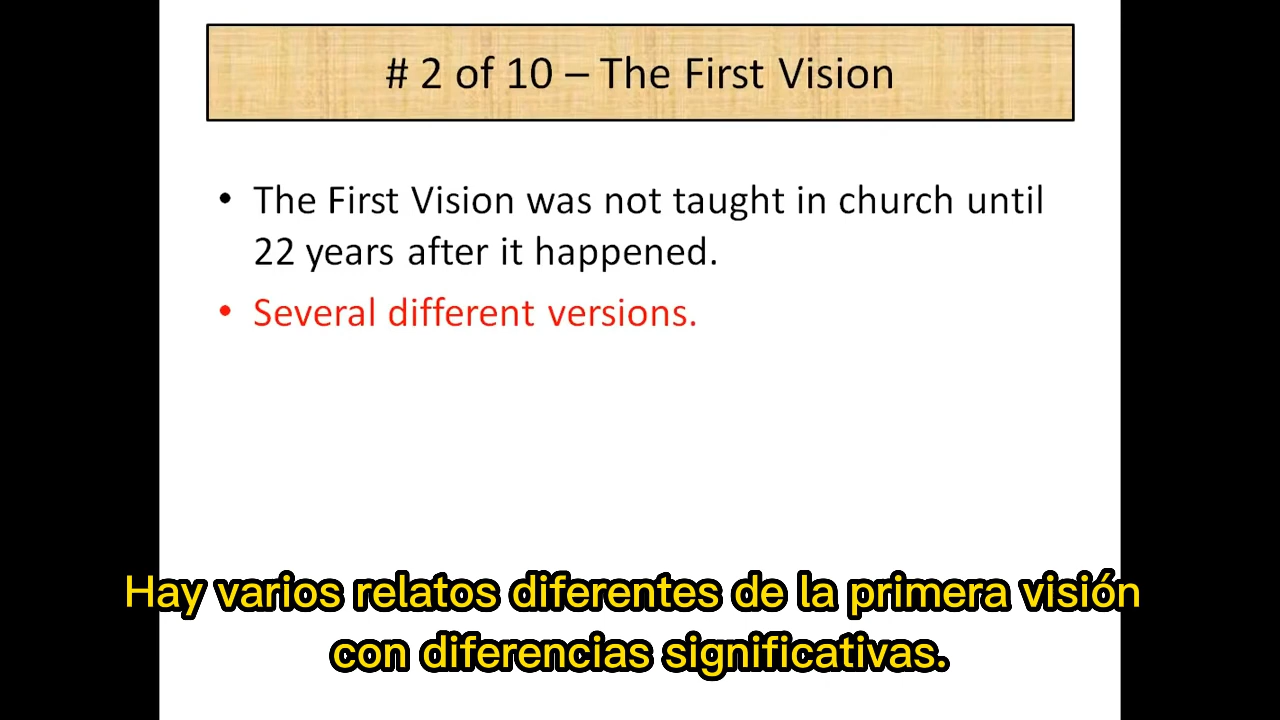 # 2 of 10 – The First Vision
• The First Vision was not taught in church until
22 years after it happened.
• Several different versions.
Hay varios relatos diferentes de la primera visión
con diferencias significativas.